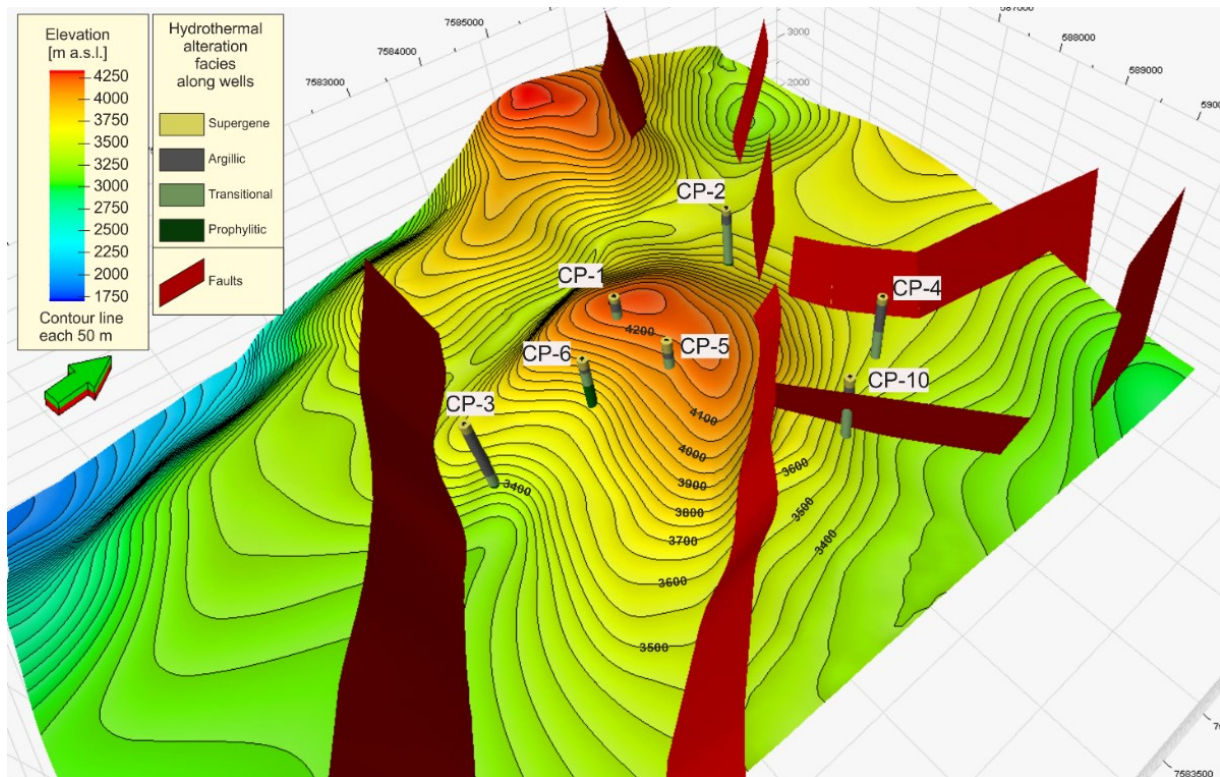 Elevation
[m a.s.l.]
4250
4000
3750
3500
3250
3000
2750
2500
2250
2000
1750
Contour line
each 50 m
Hydrothermal
alteration
facies
along wells
Supergene
Argillic
Transitional
Prophylitic
Faults
7585000
7584000
7583000
3000
2000
587000
588000
589000
CP-2
CP-1
CP-4
4200
CP-5
CP-6
CP-10
CP-3
4100
4000
3900
3800
3700
3600
3500
3400
3600
3500
3400
7583500